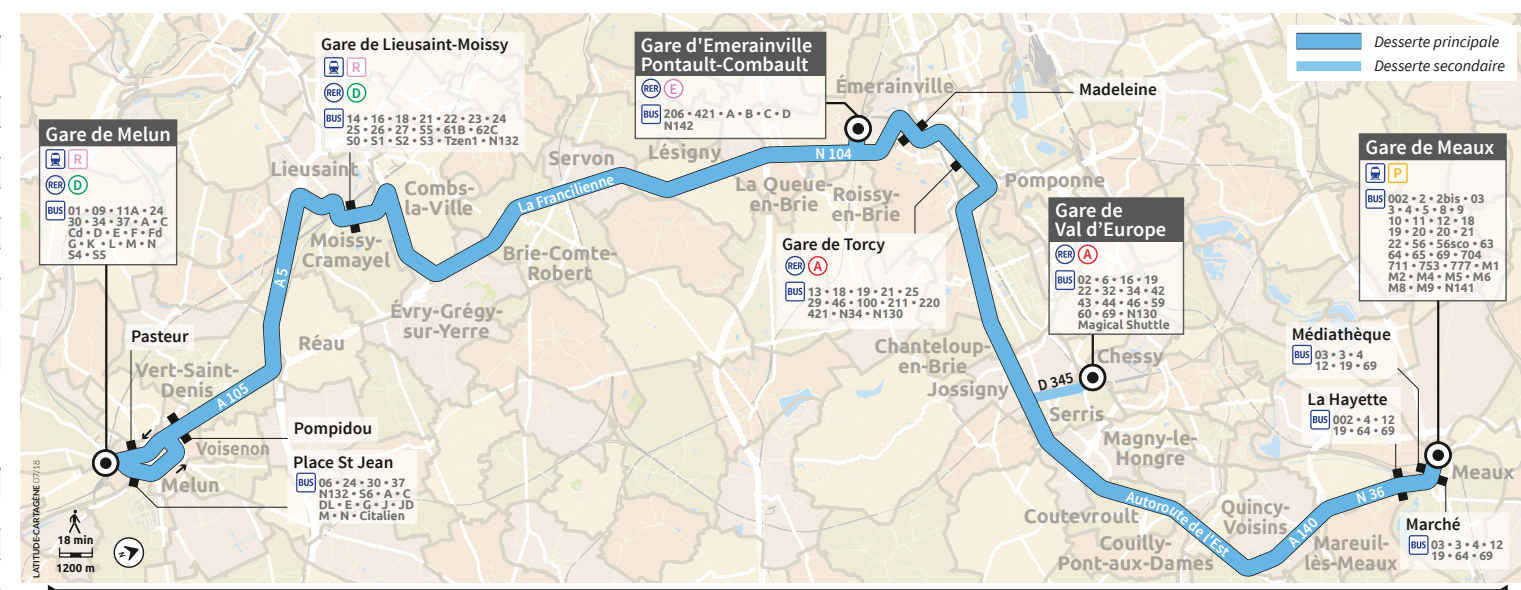 Gare de Lieusaint-Moissy
R
RER D
BUS 14 • 16 • 18 • 21 • 22 • 23 • 24
25 • 26 • 27 • 55 • 61B • 62C
S0 • S1 • S2 • S3 • Tzen1 • N132
Gare d'Emerainville
Pontault-Combault
RER E
BUS 206 • 421 • A • B • C • D
N142
Desserte principale
Desserte secondaire
Émerainville
Madeleine
Gare de Melun
R
RER D
BUS 01 • 09 • 11A • 24
30 • 34 • 37 • A • C
Cd • D • E • F • Fd
G • K • L • M • N
S4 • S5
Gare de Meaux
P
BUS 002 • 2 • 2bis • 03
3 • 4 • 5 • 8 • 9
10 • 11 • 12 • 18
19 • 20 • 20 • 21
22 • 56 • 56sco • 63
64 • 65 • 69 • 704
711 • 753 • 777 • M1
M2 • M4 • M5 • M6
M8 • M9 • N141
Lieusaint
Servon
Lésigny
N 104
Combs-
la-Ville
La Francilienne
La Queue-
en-Brie
Roissy-
en-Brie
Pomponne
Gare de
Val d'Europe
RER A
BUS 02 • 6 • 16 • 19
22 • 32 • 34 • 42
43 • 44 • 46 • 59
60 • 69 • N130
Magical Shuttle
Moissy-
Cramayel
Brie-Comte-
Robert
Gare de Torcy
RER A
BUS 13 • 18 • 19 • 21 • 25
29 • 46 • 100 • 211 • 220
421 • N34 • N130
A 5
Évry-Grégy-
sur-Yerre
Pasteur
Réau
Médiathèque
BUS 03 • 3 • 4
12 • 19 • 69
Chanteloup-
en-Brie
Chessy
Vert-Saint-
Denis
Jossigny
D 345
A 105
La Hayette
BUS 002 • 4 • 12
19 • 64 • 69
Serris
Pompidou
Voisenon
Magny-le-
Hongre
Place St Jean
BUS 06 • 24 • 30 • 37
N132 • S6 • A • C
DL • E • G • J • JD
M • N • Citalien
Melun
Meaux
Autoroute de l'Est
N 36
Coutevroult
Quincy-
Voisins
A 140
Marché
BUS 03 • 3 • 4 • 12
19 • 64 • 69
Couilly-
Pont-aux-Dames
Mareuil-
lès-Meaux
LATITUDE-CARTAGÈNE 07/18
18 min
1200 m
N